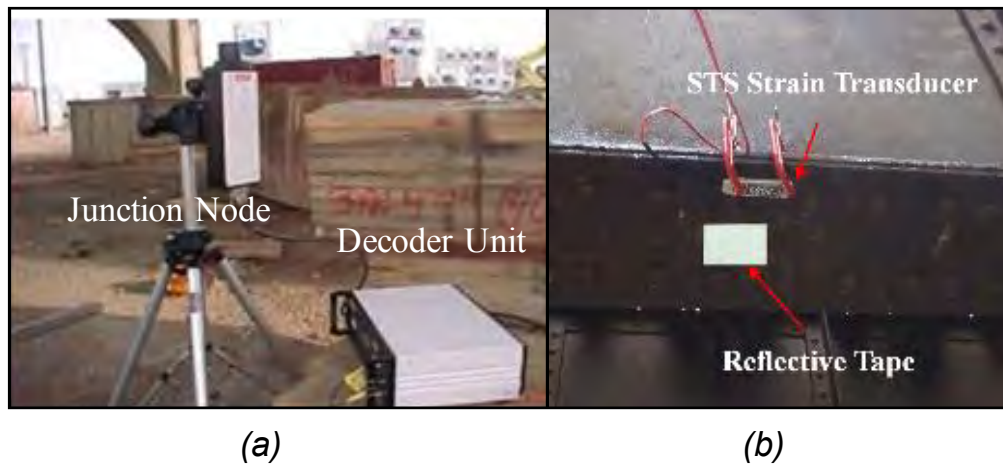 Junction Node
Decoder Unit
STS Strain Transducer
Reflective Tape
(a)
(b)